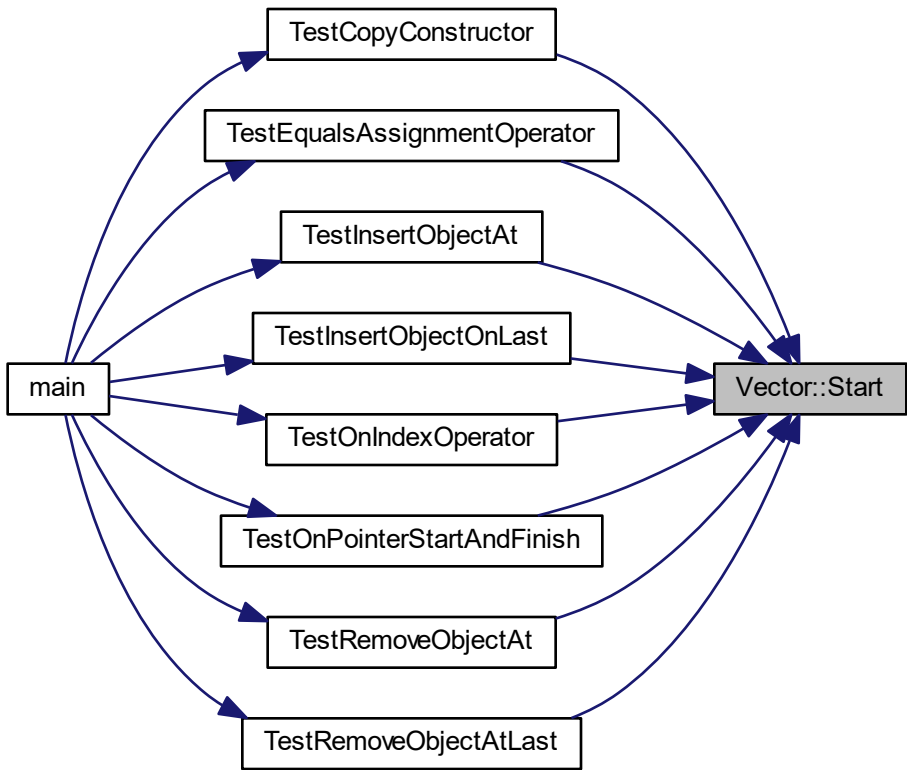 TestCopyConstructor
TestEqualsAssignmentOperator
TestInsertObjectAt
TestInsertObjectOnLast
main
Vector::Start
TestOnIndexOperator
TestOnPointerStartAndFinish
TestRemoveObjectAt
TestRemoveObjectAtLast